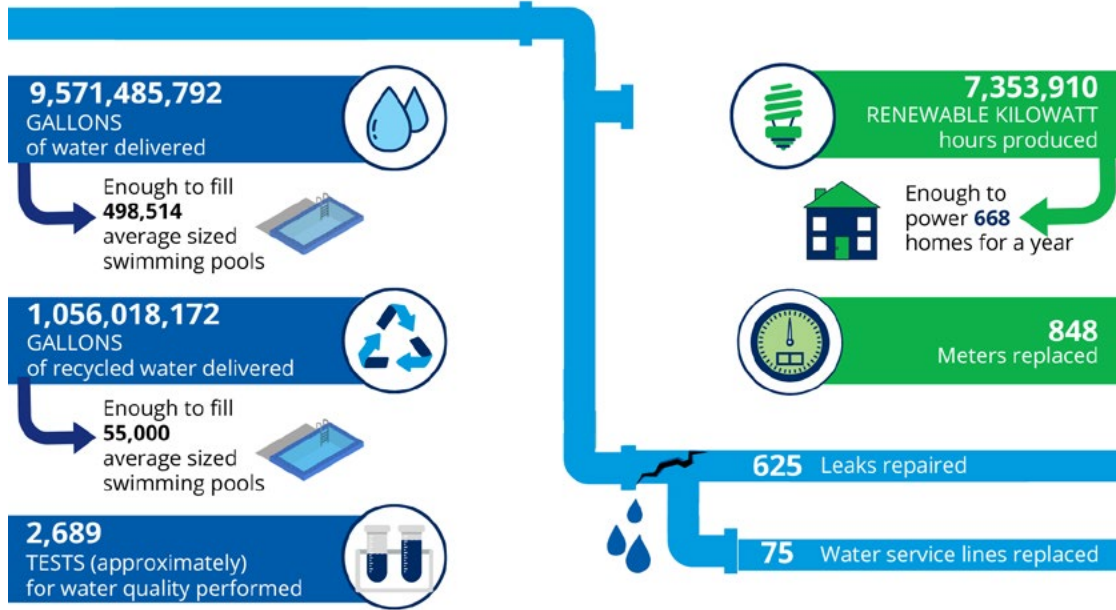 9,571,485,792
GALLONS
of water delivered
Enough to fill
498,514
average sized
swimming pools
1,056,018,172
GALLONS
of recycled water delivered
Enough to fill
55,000
average sized
swimming pools
2,689
TESTS (approximately)
for water quality performed
7,353,910
RENEWABLE KILOWATT
hours produced
Enough to
power 668
homes for a year
848
Meters replaced
625 Leaks repaired
75 Water service lines replaced